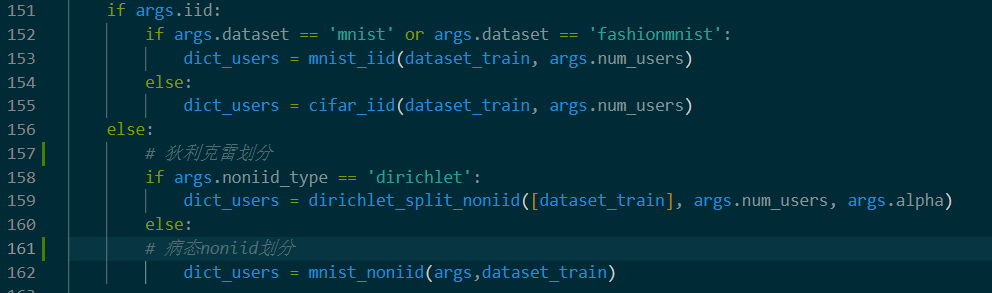 151 if args.iid:
152 if args.dataset == 'mnist' or args.dataset == 'fashionmnist':
153 dict_users = mnist_iid(dataset_train, args.num_users)
154 else:
155 dict_users = cifar_iid(dataset_train, args.num_users)
156 else:
157 # 狄利克雷划分
158 if args.noniid_type == 'dirichlet':
159 dict_users = dirichlet_split_noniid([dataset_train], args.num_users, args.alpha)
160 else:
161 # 病态noniid划分
162 dict_users = mnist_noniid(args,dataset_train)